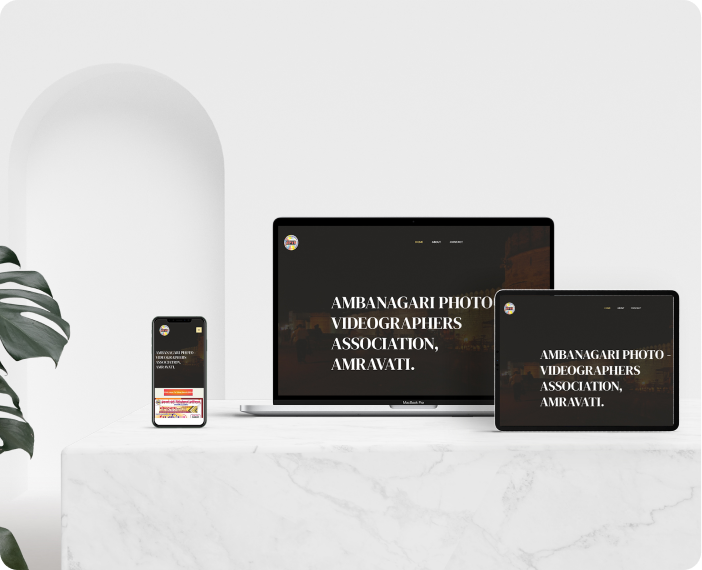 HOME ABOUT CONTACT
AMBANAGARI PHOTO
VIDEOGRAPHERS
ASSOCIATION,
AMRAVATI.
MacBook Pro
HOME ABOUT CONTACT
AMBANAGARI PHOTO -
VIDEOGRAPHERS
ASSOCIATION,
AMRAVATI.
AMBANAGARI PHOTO
VIDEOGRAPHERS
ASSOCIATION,
AMRAVATI.